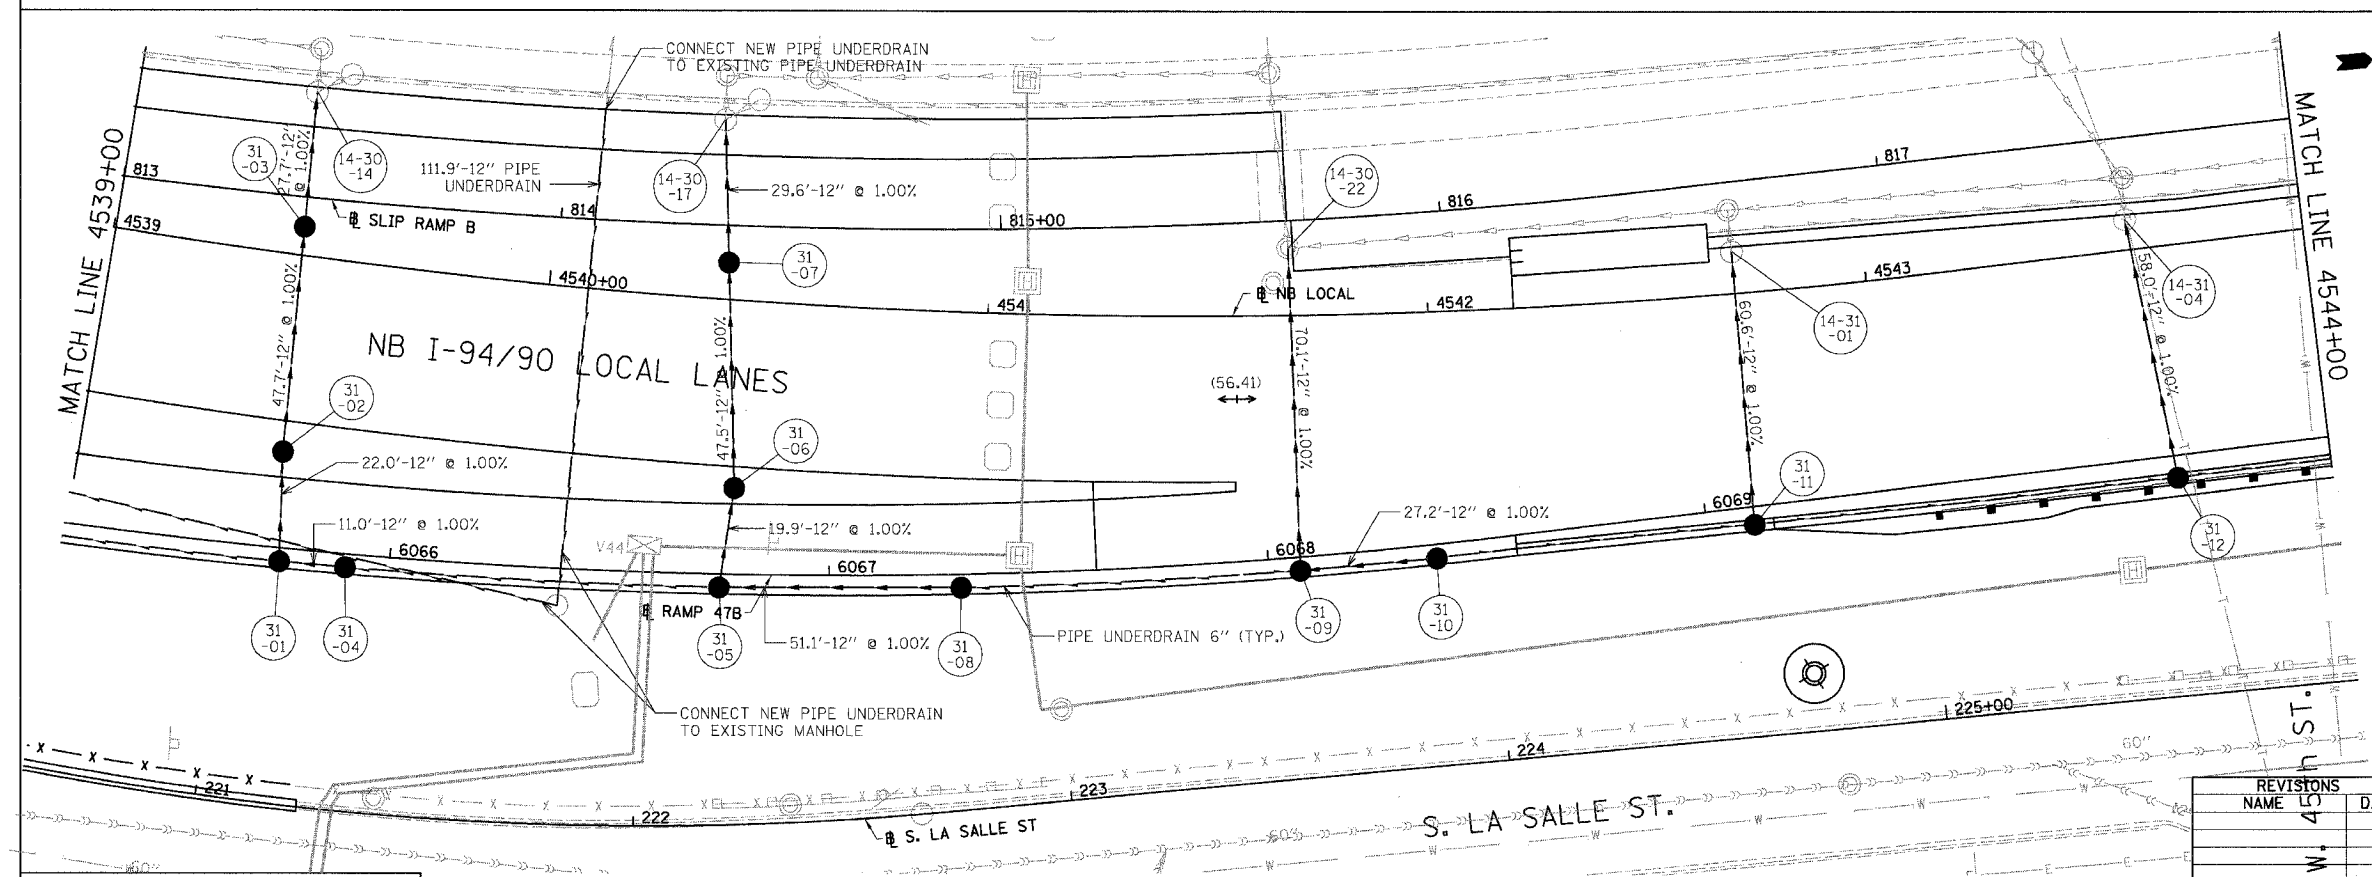 CONNECT NEW PIPE UNDERDRAIN
TO EXISTING PIPE UNDERDRAIN
MATCH LINE 4539+00
MATCH LINE 4544+00
31
-03
27.7'-12" @ 1.00%
14-30
-14
111.9'-12" PIPE
UNDERDRAIN
14-30
-17
29.6'-12" @ 1.00%
14-30
-22
813
814
815+00
816
817
℄ SLIP RAMP B
4539
4540+00
454
4542
4543
℄ NB LOCAL
31
-07
14-31
-01
14-31
-04
NB I-94/90 LOCAL LANES
47.7'-12" @ 1.00%
47.5'-12" @ 1.00%
70.1'-12" @ 1.00%
60.6'-12" @ 1.00%
58.0'-12" @ 1.00%
(56.41)
31
-02
31
-06
31
-11
22.0'-12" @ 1.00%
11.0'-12" @ 1.00%
19.9'-12" @ 1.00%
27.2'-12" @ 1.00%
V44
H
H
H
H
6066
6067
6068
6069
℄ RAMP 47B
51.1'-12" @ 1.00%
PIPE UNDERDRAIN 6" (TYP.)
31
-01
31
-04
31
-05
31
-08
31
-09
31
-10
31
-12
CONNECT NEW PIPE UNDERDRAIN
TO EXISTING MANHOLE
221
222
223
224
225+00
℄ S. LA SALLE ST
S. LA SALLE ST.
60"
60"
60"
W. 45th ST.
REVISIONS
NAME